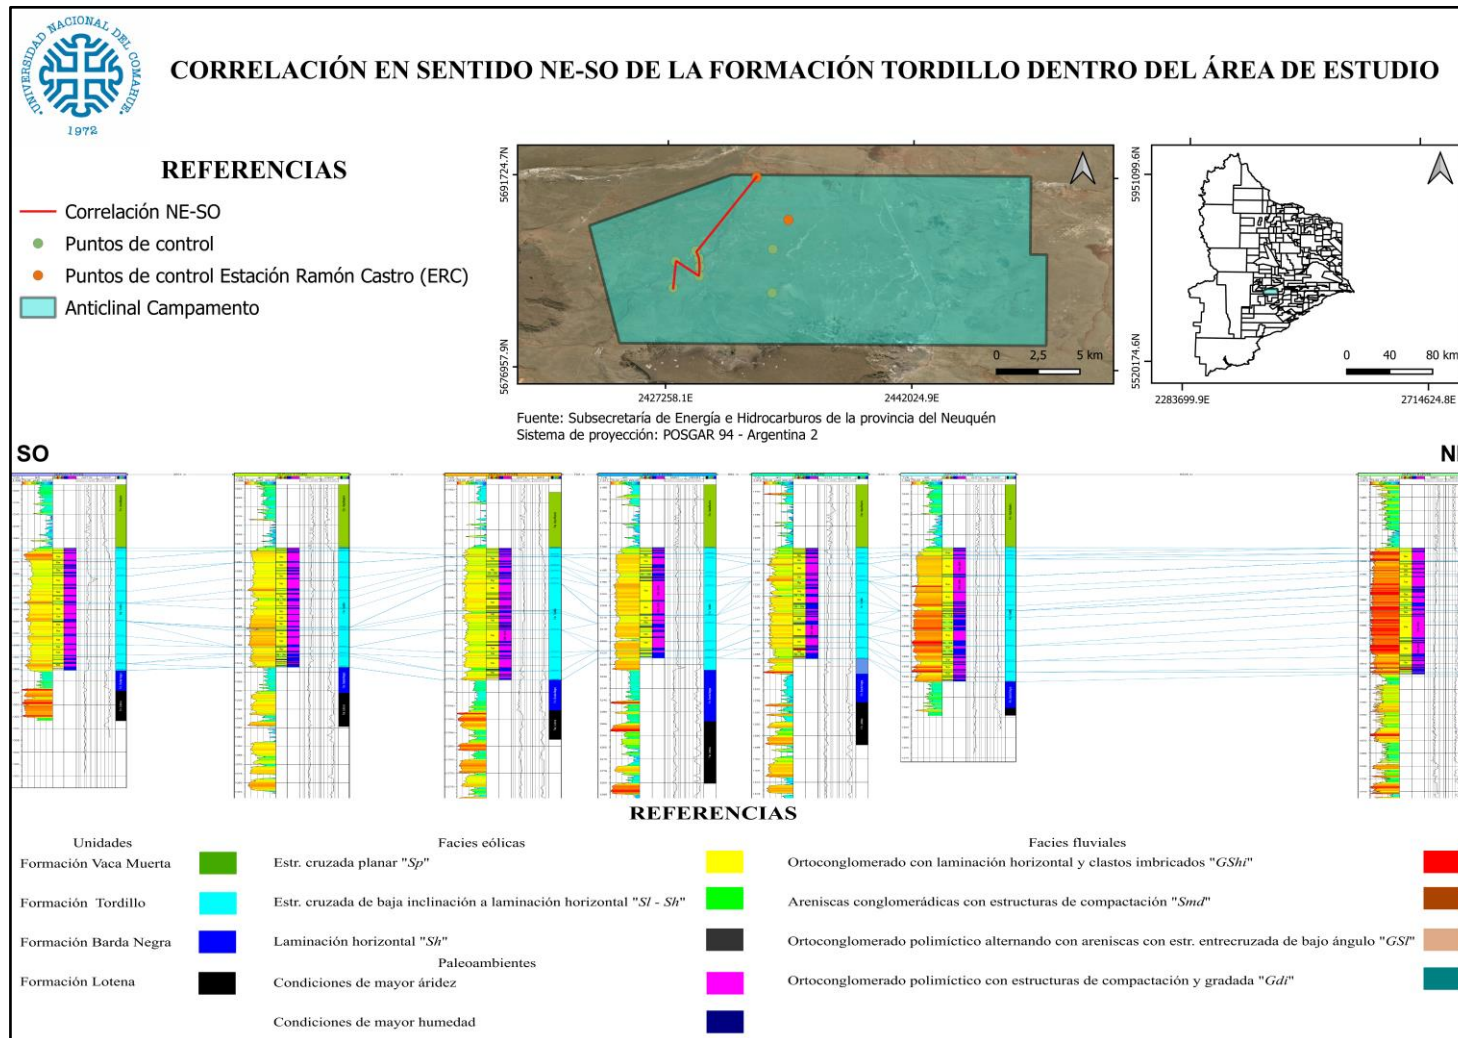 UNIVERSIDAD NACIONAL DEL COMAHUE
1972
CORRELACIÓN EN SENTIDO NE-SO DE LA FORMACIÓN TORDILLO DENTRO DEL ÁREA DE ESTUDIO
REFERENCIAS
Correlación NE-SO
Puntos de control
Puntos de control Estación Ramón Castro (ERC)
Anticlinal Campamento
5691724.7N
5676957.9N
2427258.1E
2442024.9E
0 2,5 5 km
5951099.6N
5520174.6N
2283699.9E
2714624.8E
0 40 80 km
Fuente: Subsecretaría de Energía e Hidrocarburos de la provincia del Neuquén
Sistema de proyección: POSGAR 94 - Argentina 2
SO
REFERENCIAS
Unidades
Formación Vaca Muerta
Formación Tordillo
Formación Barda Negra
Formación Lotena
Facies eólicas
Estr. cruzada planar "Sp"
Estr. cruzada de baja inclinación a laminación horizontal "Sl - Sh"
Laminación horizontal "Sh"
Paleoambientes
Condiciones de mayor áridez
Condiciones de mayor humedad
Facies fluviales
Ortoconglomerado con laminación horizontal y clastos imbricados "GShi"
Areniscas conglomerádicas con estructuras de compactación "Smd"
Ortoconglomerado polimíctico alternando con areniscas con estr. entrecruzada de bajo ángulo "GSl"
Ortoconglomerado polimíctico con estructuras de compactación y gradada "Gdi"